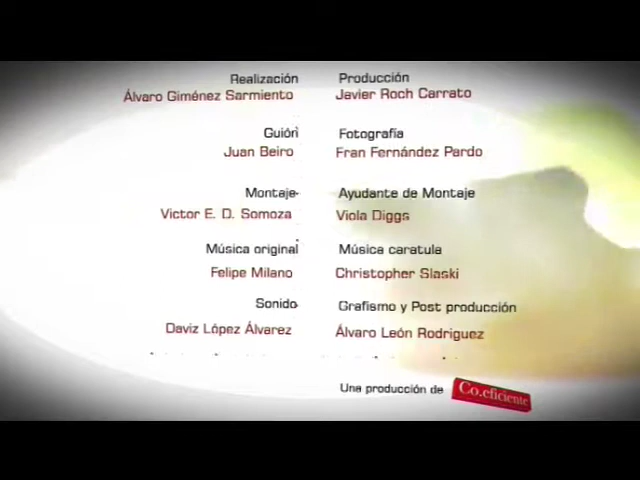 Realización
Álvaro Giménez Sarmiento
Producción
Javier Roch Carrato
Guión
Juan Beiro
Fotografía
Fran Fernández Pardo
Montaje
Victor E. D. Somoza
Ayudante de Montaje
Viola Diggs
Música original
Felipe Milano
Música caratula
Christopher Slaski
Sonido
Daviz López Álvarez
Grafismo y Post producción
Álvaro León Rodriguez
Una producción de
Co.eficiente